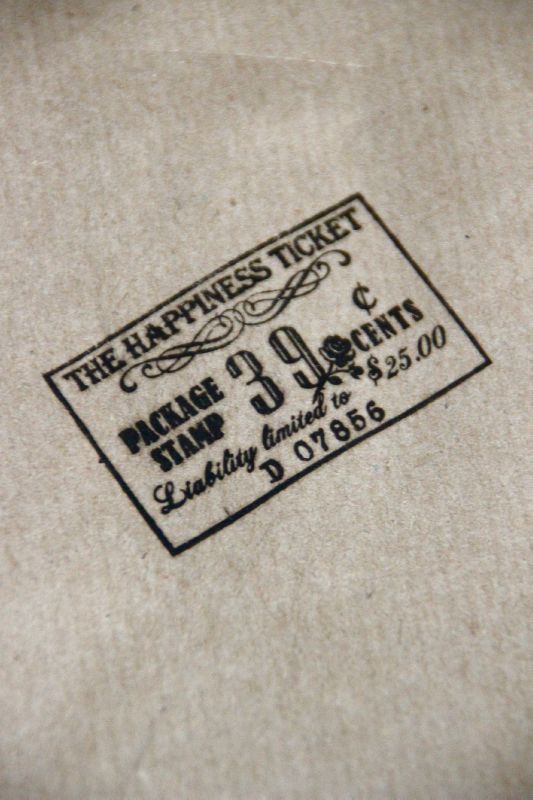 THE HAPPINESS TICKET
PACKAGE STAMP 39 ¢ CENTS
Liability limited to $25.00
D 07856